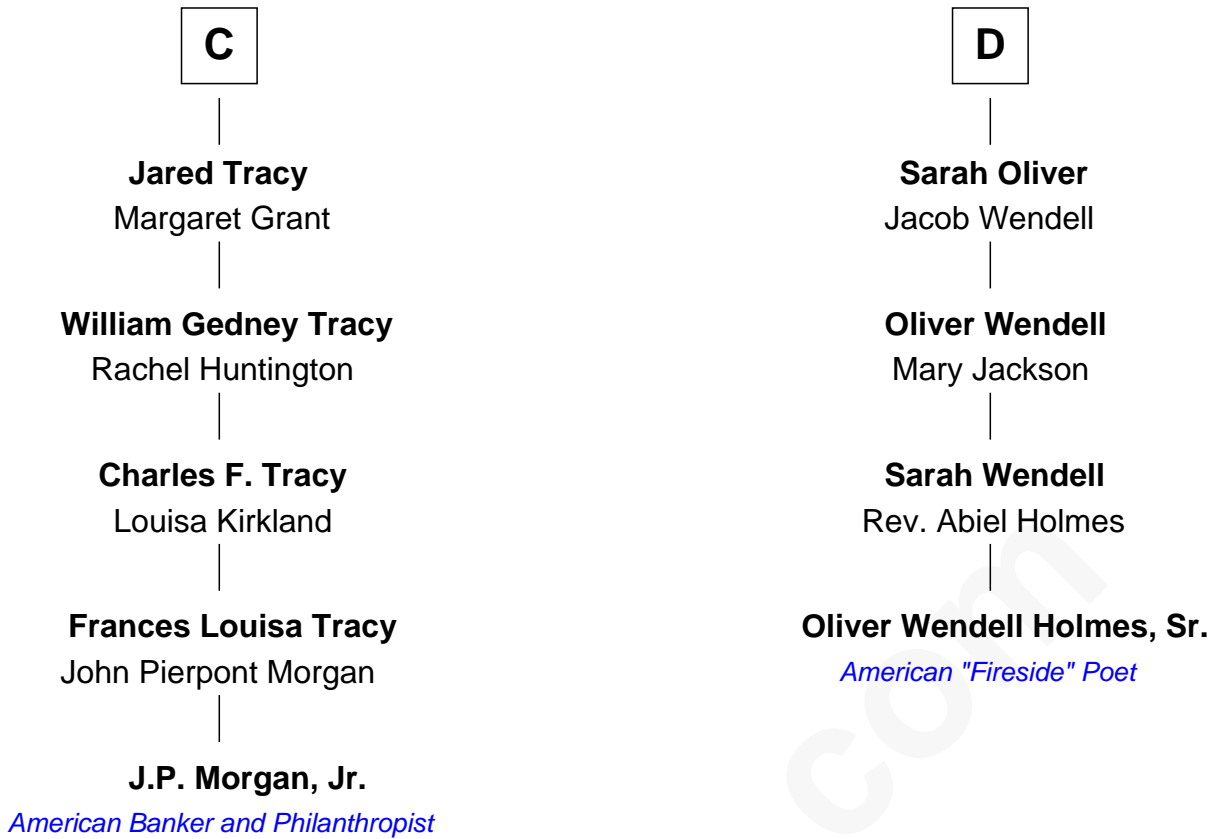 C
Jared Tracy
Margaret Grant
William Gedney Tracy
Rachel Huntington
Charles F. Tracy
Louisa Kirkland
Frances Louisa Tracy
John Pierpont Morgan
J.P. Morgan, Jr.
American Banker and Philanthropist
D
Sarah Oliver
Jacob Wendell
Oliver Wendell
Mary Jackson
Sarah Wendell
Rev. Abiel Holmes
Oliver Wendell Holmes, Sr.
American "Fireside" Poet
com